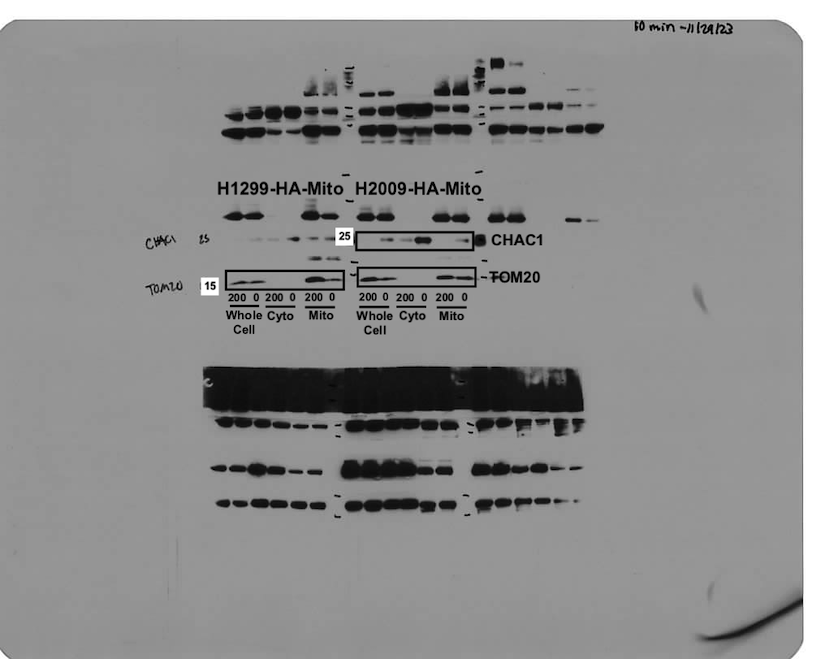 10 min -11/29/23
H1299-HA-Mito H2009-HA-Mito
CHAC1 25 25 CHAC1
TOM20 15 TOM20
200 0 200 0 200 0 200 0 200 0 200 0
Whole Cell Cyto Mito Whole Cell Cyto Mito